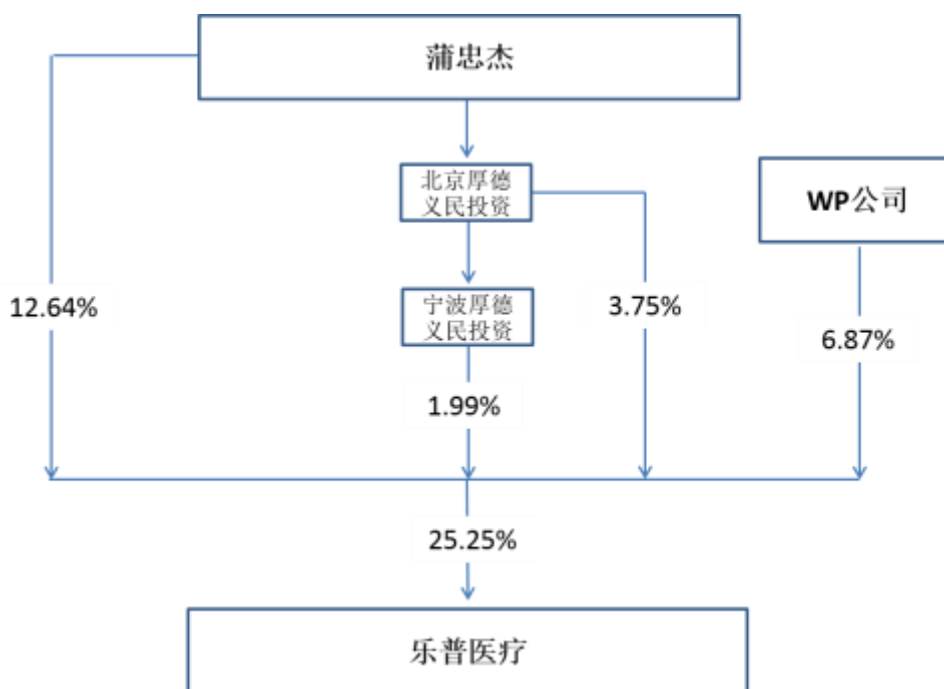 蒲忠杰
北京厚德
义民投资
WP公司
宁波厚德
义民投资
12.64%
3.75%
6.87%
1.99%
25.25%
乐普医疗